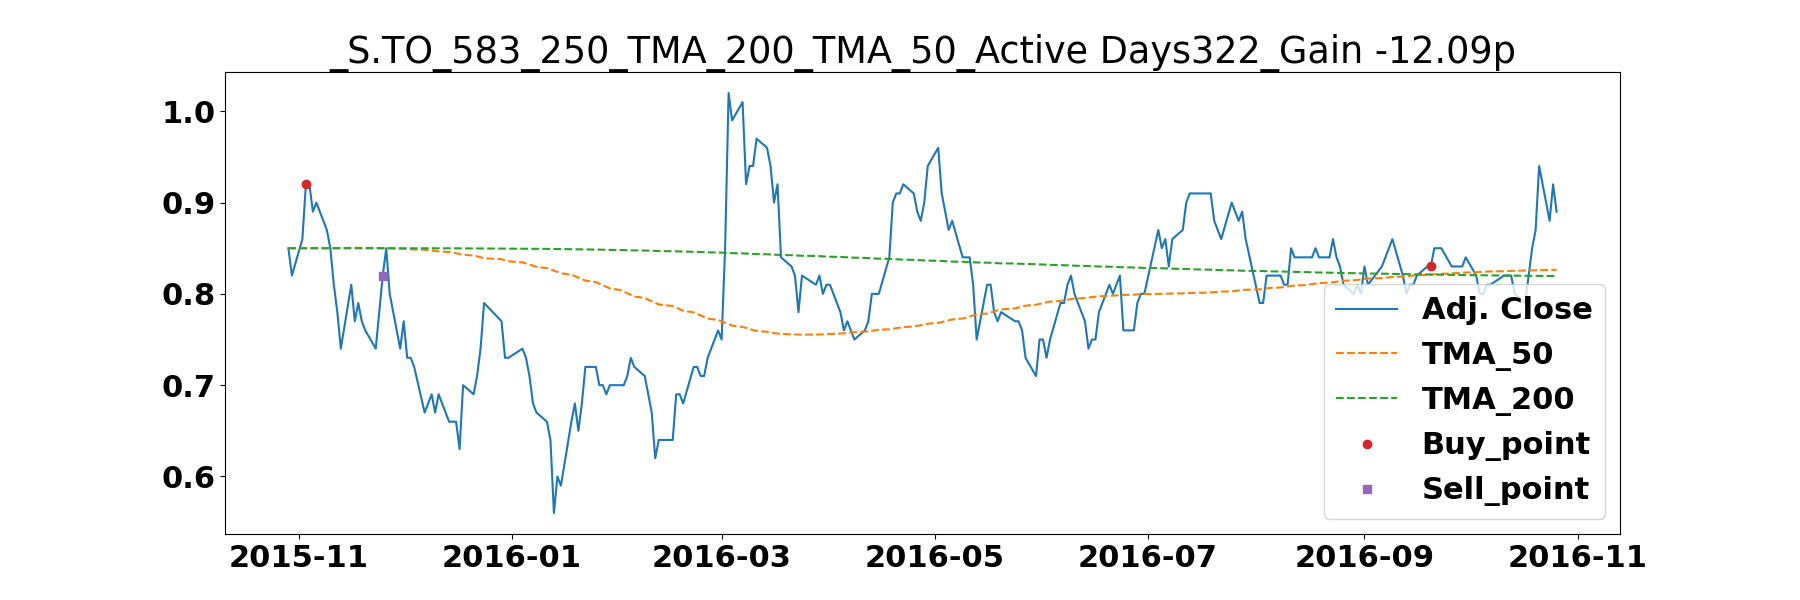 _S.TO_583_250_TMA_200_TMA_50_Active Days322_Gain -12.09p
1.0
0.9
0.8
0.7
0.6
2015-11 2016-01 2016-03 2016-05 2016-07 2016-09 2016-11
Adj. Close
TMA_50
TMA_200
Buy_point
Sell_point